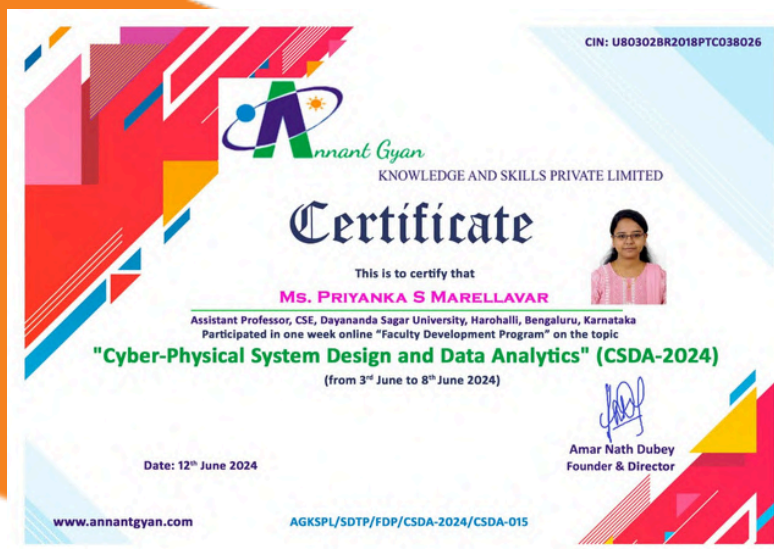 CIN: U80302BR2018PTC038026
Annant Gyan
KNOWLEDGE AND SKILLS PRIVATE LIMITED
Certificate
This is to certify that
Ms. PRIYANKA S MARELLAVAR
Assistant Professor, CSE, Dayananda Sagar University, Harohalli, Bengaluru, Karnataka
Participated in one week online “Faculty Development Program” on the topic
"Cyber-Physical System Design and Data Analytics" (CSDA-2024)
(from 3rd June to 8th June 2024)
Amar Nath Dubey
Founder & Director
Date: 12th June 2024
www.annantgyan.com
AGKSPL/SDTP/FDP/CSDA-2024/CSDA-015